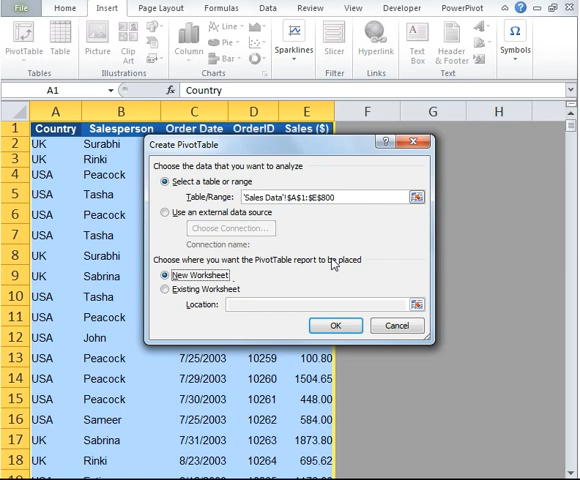 File Home Insert Page Layout Formulas Data Review View Developer PowerPivot
PivotTable Table Picture Clip Art Column Line Pie Bar Sparklines Slicer Hyperlink Text Box Header & Footer Symbols
Tables Illustrations Charts Filter Links Text
A1 fx Country
A B C D E F G H
1 Country Salesperson Order Date OrderID Sales ($)
2 UK Surabhi
3 UK Rinki
4 USA Peacock
5 USA Tasha
6 USA Peacock
7 USA Tasha
8 UK Surabhi
9 UK Sabrina
10 USA Tasha
11 USA Peacock
12 USA John
Create PivotTable
Choose the data that you want to analyze
Select a table or range
Table/Range: 'Sales Data'!$A$1:$E$800
Use an external data source
Choose Connection...
Connection name:
Choose where you want the PivotTable report to be placed
New Worksheet
Existing Worksheet
Location:
OK Cancel
13 USA Peacock 7/25/2003 10259 100.80
14 USA Peacock 7/29/2003 10260 1504.65
15 USA Peacock 7/30/2003 10261 448.00
16 USA Sameer 7/25/2003 10262 584.00
17 UK Sabrina 7/31/2003 10263 1873.80
18 UK Rinki 8/23/2003 10264 695.62